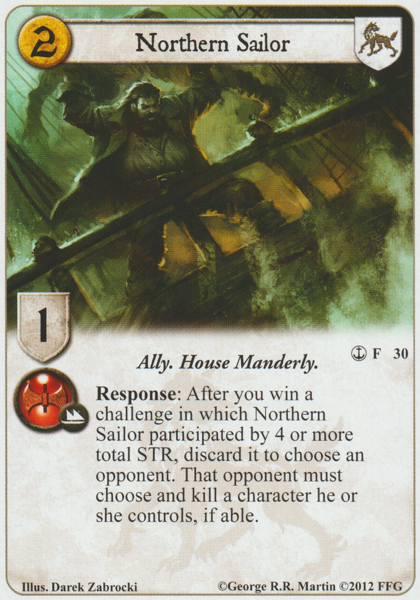 2
Northern Sailor
1
Ally. House Manderly.
F 30
Response: After you win a
challenge in which Northern
Sailor participated by 4 or more
total STR, discard it to choose an
opponent. That opponent must
choose and kill a character he or
she controls, if able.
Illus. Darek Zabrocki
©George R.R. Martin ©2012 FFG